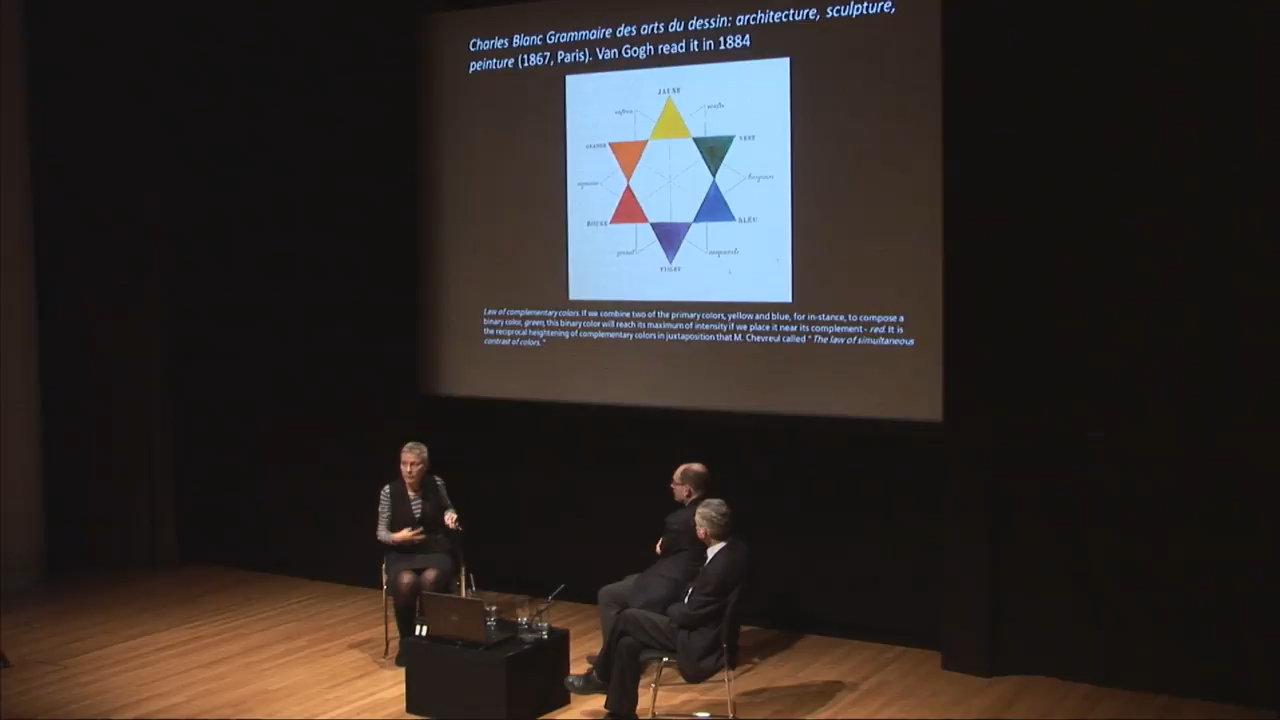 Charles Blanc Grammaire des arts du dessin: architecture, sculpture,
peinture (1867, Paris). Van Gogh read it in 1884
JAUNE
ORANGE
VERT
ROUGE
BLEU
VIOLET
Law of complementary colors. If we combine two of the primary colors, yellow and blue, for in-stance, to compose a
binary color, green, this binary color will reach its maximum of intensity if we place it near its complement - red. It is
the reciprocal heightening of complementary colors in juxtaposition that M. Chevreul called " The law of simultaneous
contrast of colors. "